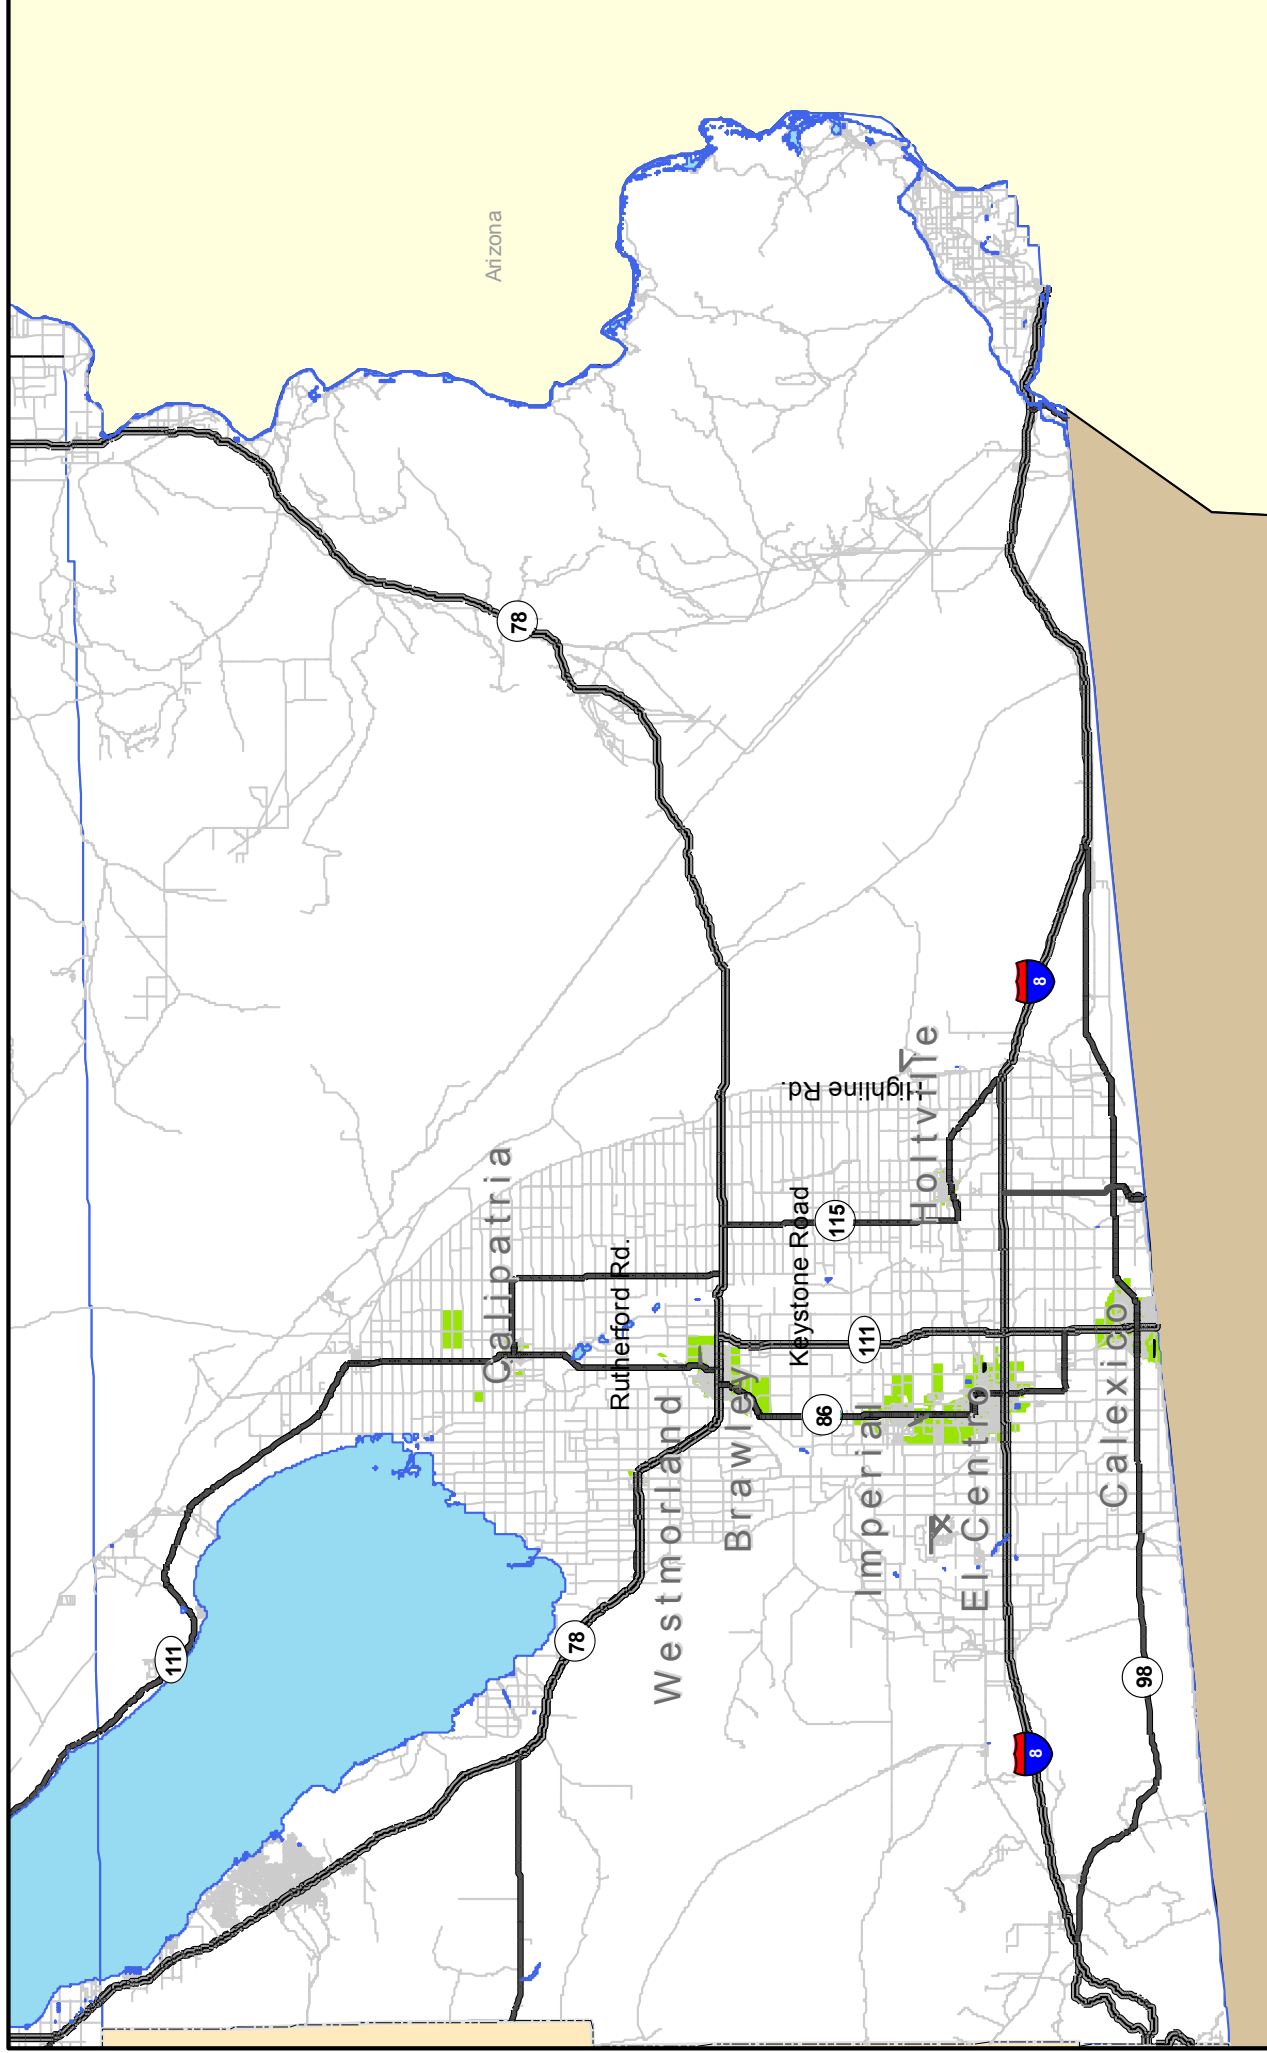 111
Calipatria
Arizona
78
78
Rutherford Rd.
Westmorland
Brawley
Keystone Road
Highline Rd.
86
115
111
Imperial
Holtville
El Centro
8
8
Calexico
98